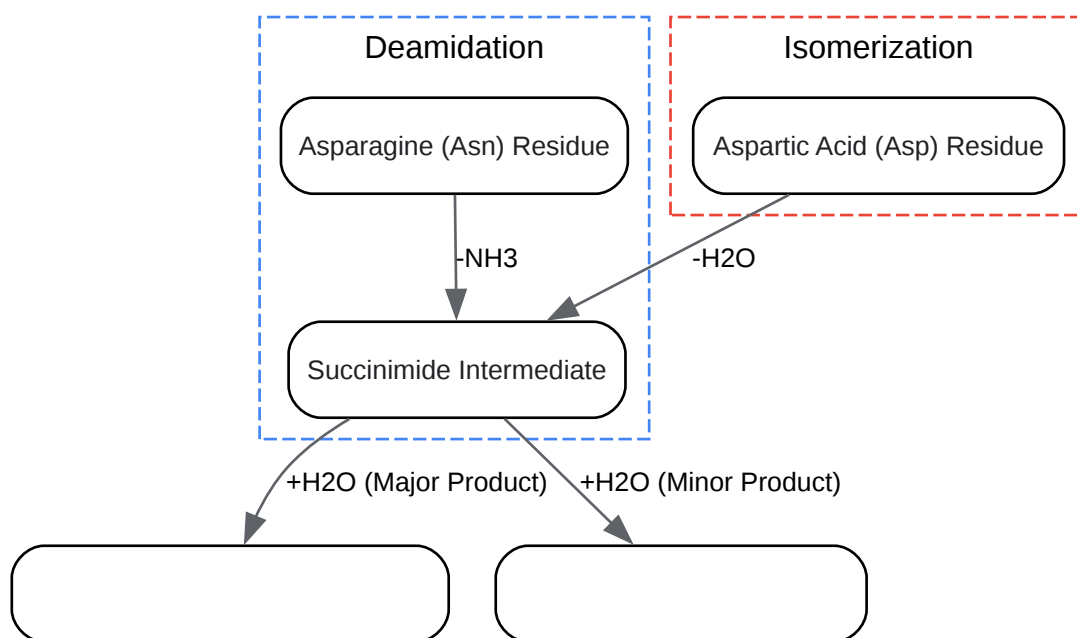 Deamidation
Isomerization
Asparagine (Asn) Residue
Aspartic Acid (Asp) Residue
-NH3
-H2O
Succinimide Intermediate
+H2O (Major Product)
+H2O (Minor Product)